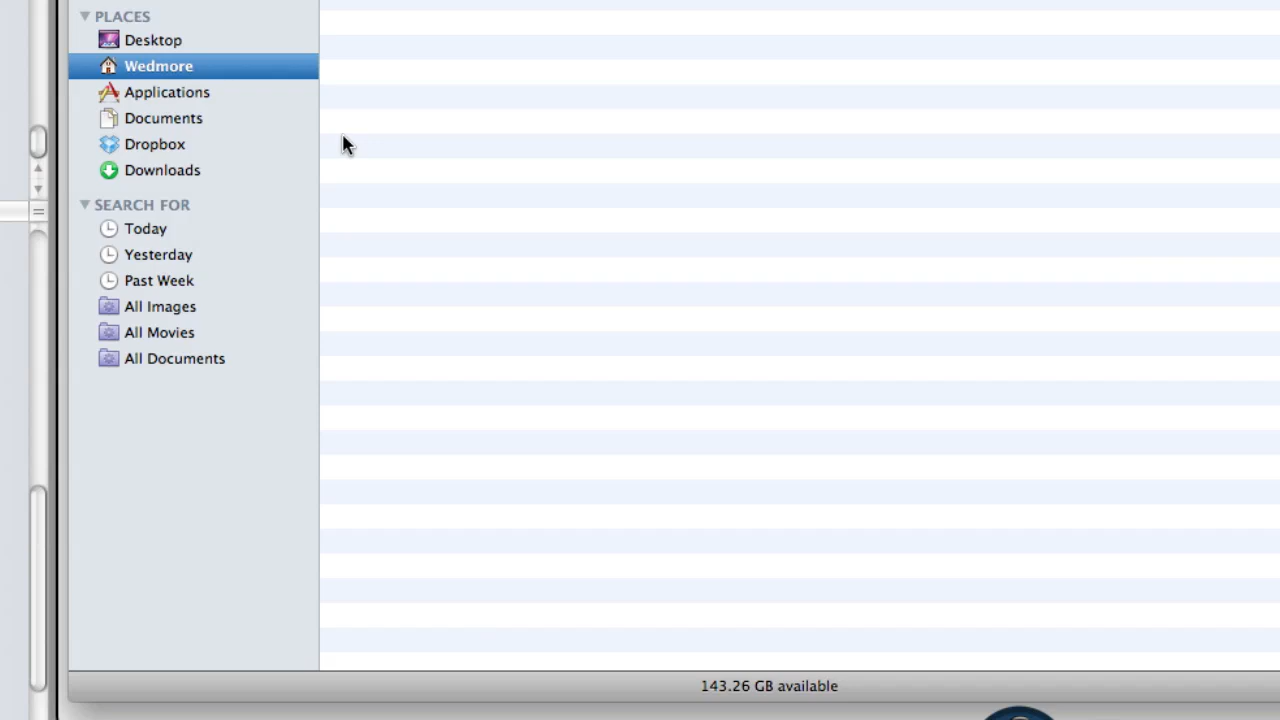 PLACES
Desktop
Wedmore
Applications
Documents
Dropbox
Downloads
SEARCH FOR
Today
Yesterday
Past Week
All Images
All Movies
All Documents
143.26 GB available